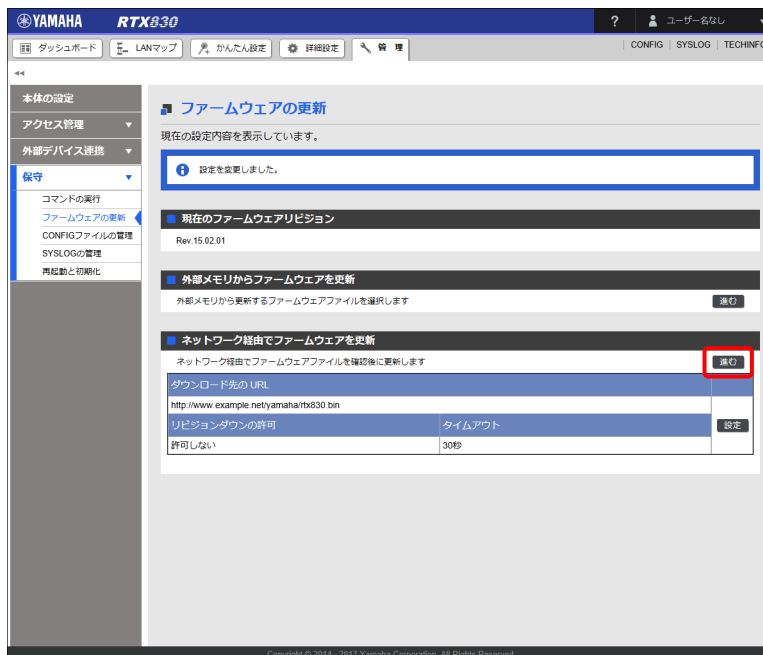 YAMAHA RTX830 ? ユーザー名なし
ダッシュボード LANマップ かんたん設定 詳細設定 管 理 CONFIG SYSLOG TECHINFO
本体の設定
アクセス管理
外部デバイス連携
保守
コマンドの実行
ファームウェアの更新
CONFIGファイルの管理
SYSLOGの管理
再起動と初期化
ファームウェアの更新
現在の設定内容を表示しています。
設定を変更しました。
現在のファームウェアリビジョン
Rev.15.02.01
外部メモリからファームウェアを更新
外部メモリから更新するファームウェアファイルを選択します 進む
ネットワーク経由でファームウェアを更新
ネットワーク経由でファームウェアファイルを確認後に更新します 進む
ダウンロード先の URL
http://www.example.net/yamaha/rtx830.bin
リビジョンダウンの許可 タイムアウト 設定
許可しない 30秒
Copyright © 2014 - 2017 Yamaha Corporation. All Rights Reserved.